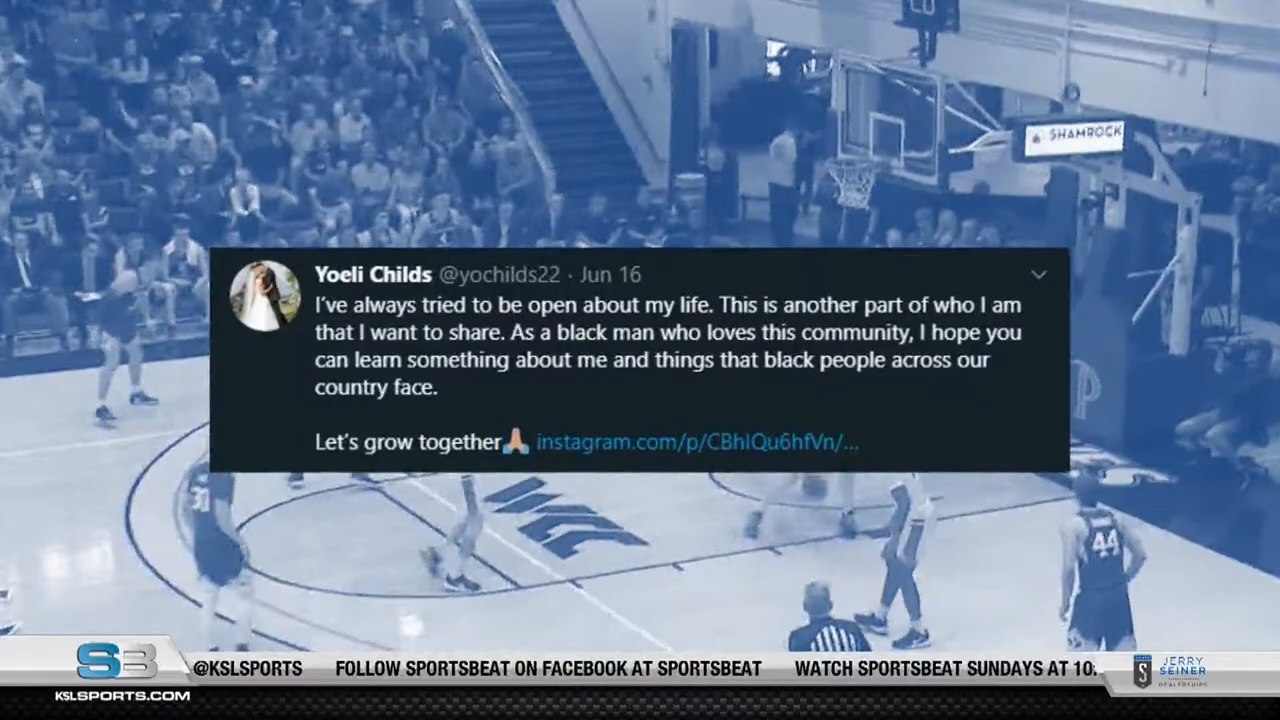 SHAMROCK
Yoeli Childs @yochilds22 · Jun 16
I've always tried to be open about my life. This is another part of who I am
that I want to share. As a black man who loves this community, I hope you
can learn something about me and things that black people across our
country face.
Let's grow together🙏🏼 instagram.com/p/CBhlQu6hfVn/...
31
WCC
44
SB
@KSLSPORTS FOLLOW SPORTSBEAT ON FACEBOOK AT SPORTSBEAT WATCH SPORTSBEAT SUNDAYS AT 10:
KSLSPORTS.COM
S
JERRY
SEINER
DEALERSHIPS